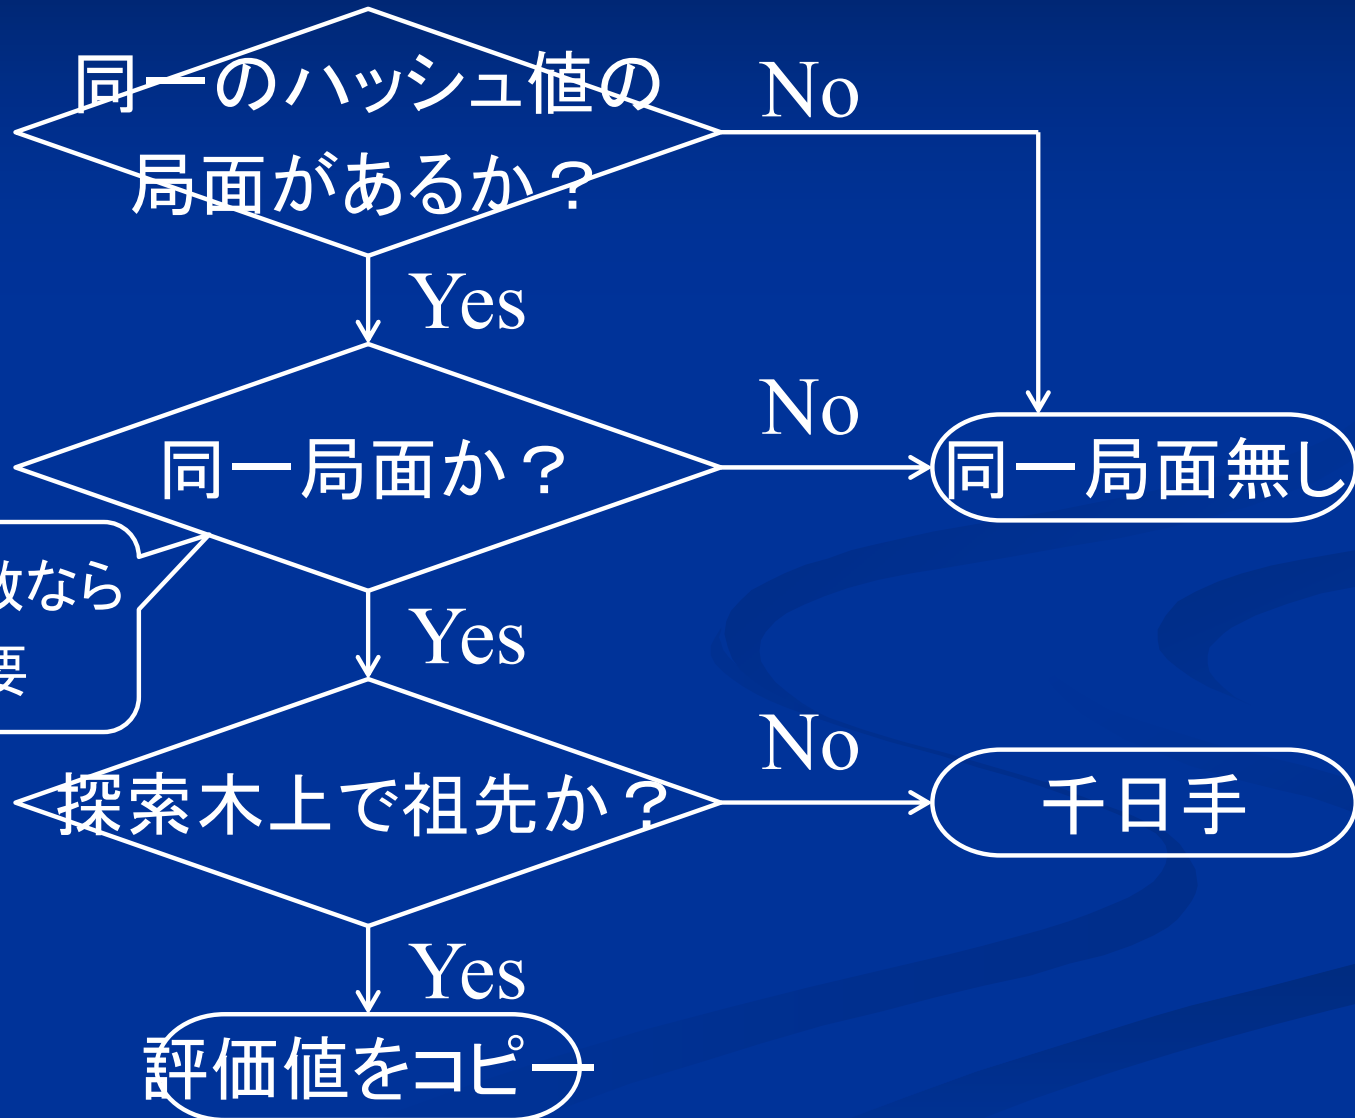 同一のハッシュ値の
局面があるか？
No
Yes
同一局面か？
No
同一局面無し
なら
要
Yes
探索木上で祖先か？
No
千日手
Yes
評価値をコピー